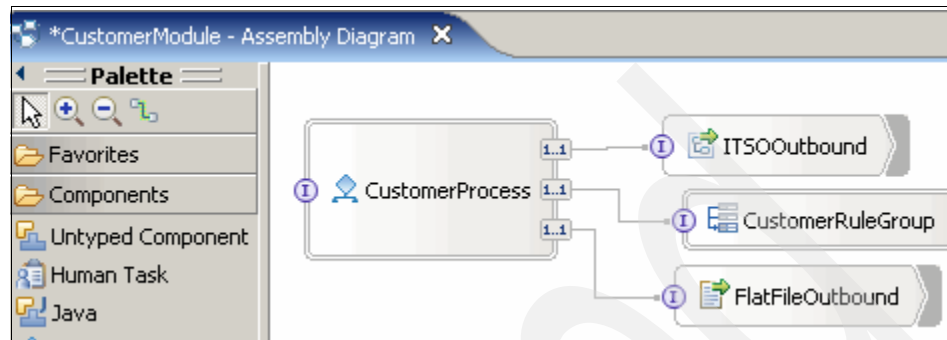 *CustomerModule - Assembly Diagram
Palette
Favorites
Components
Untyped Component
Human Task
Java
I CustomerProcess 1..1
1..1
1..1
I ITSOOutbound
I CustomerRuleGroup
I FlatFileOutbound